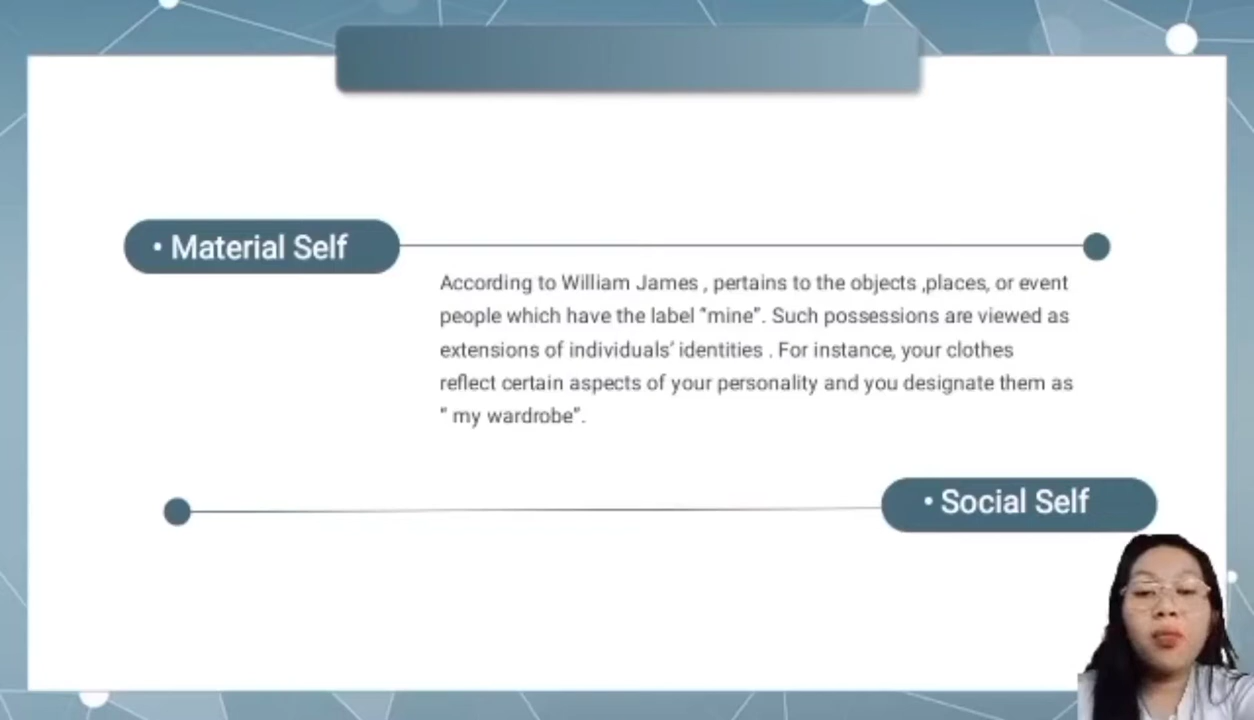 • Material Self
According to William James , pertains to the objects ,places, or event
people which have the label “mine”. Such possessions are viewed as
extensions of individuals’ identities . For instance, your clothes
reflect certain aspects of your personality and you designate them as
“ my wardrobe”.
• Social Self